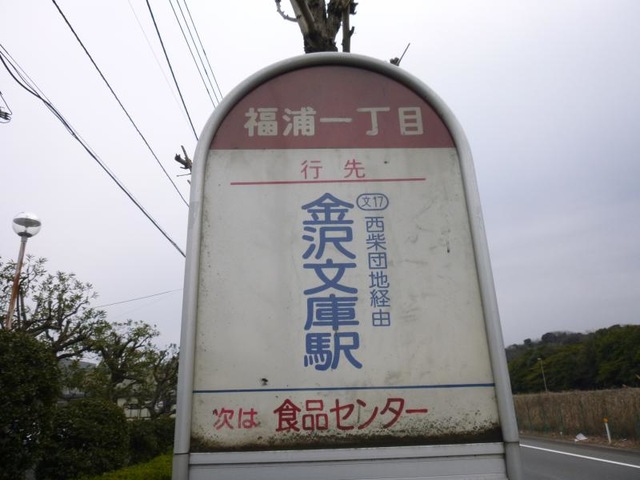 福浦一丁目
行先
文17
西柴団地経由
金沢文庫駅
次は 食品センター